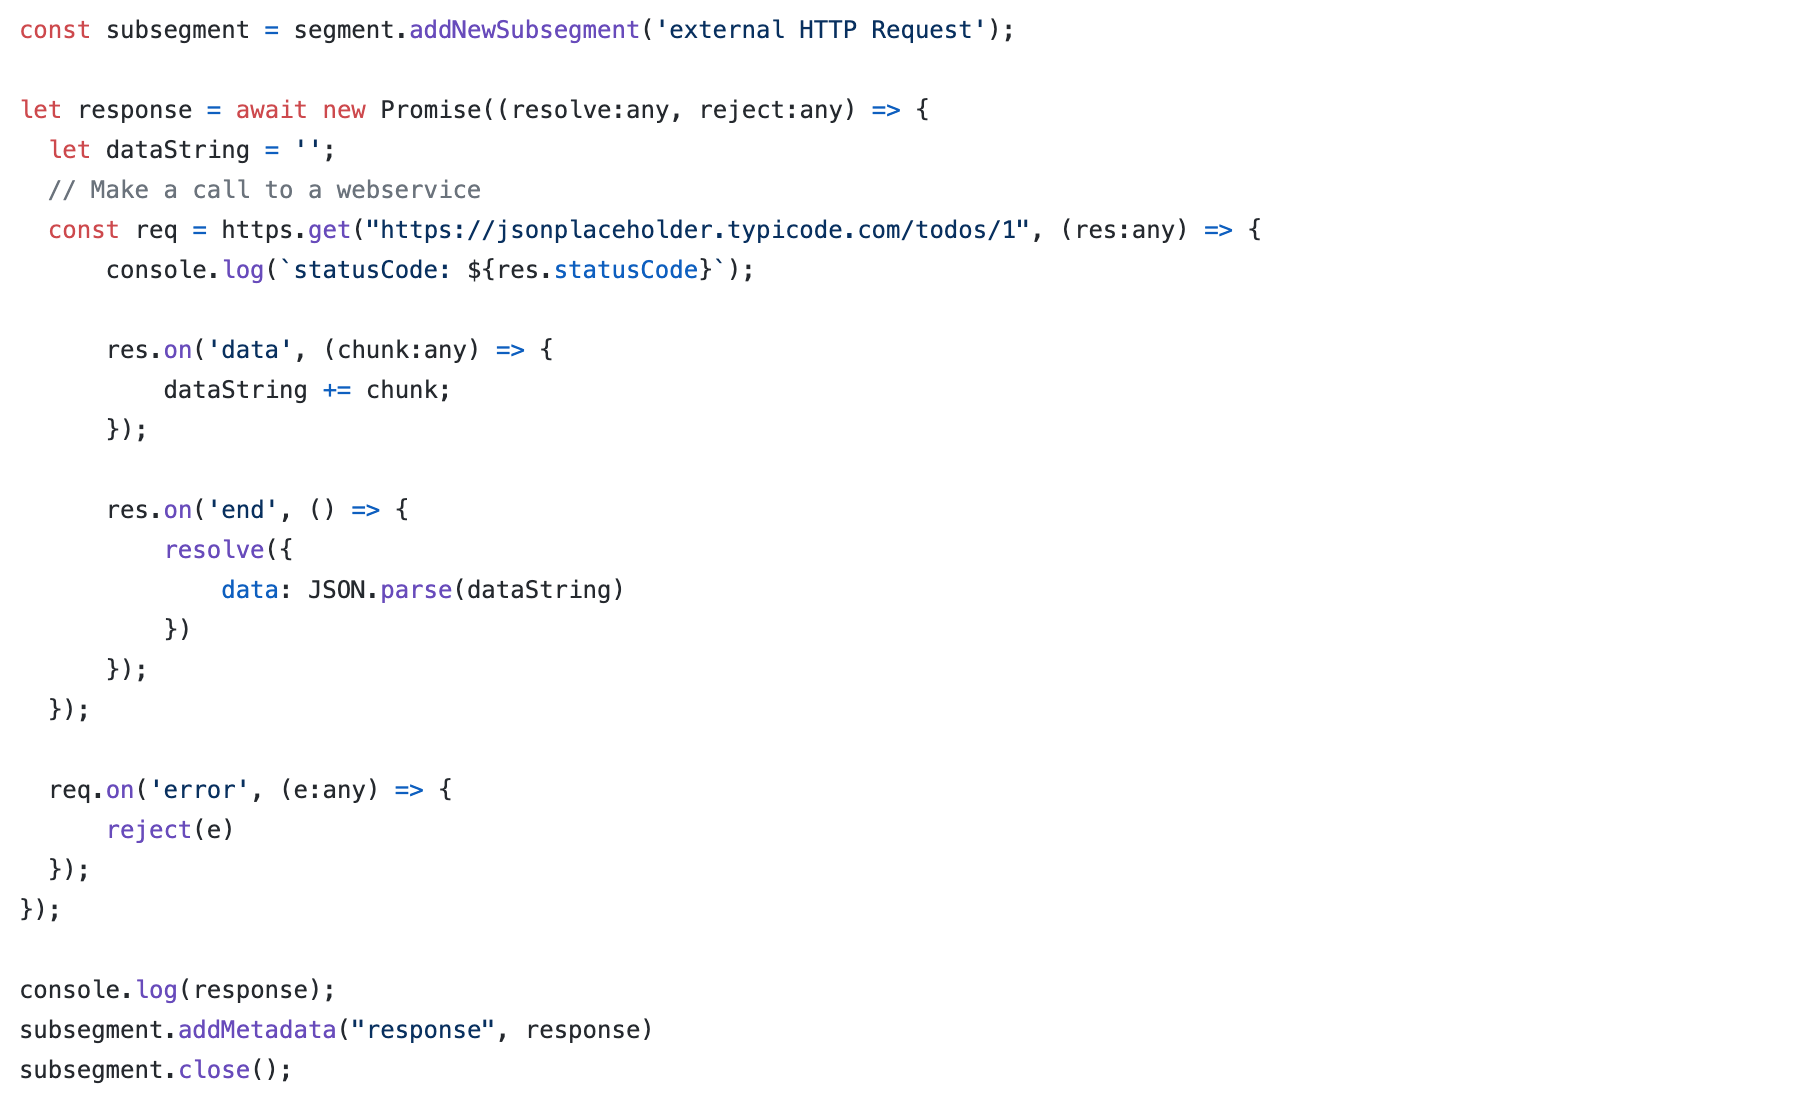 const subsegment = segment.addNewSubsegment('external HTTP Request');

let response = await new Promise((resolve:any, reject:any) => {
  let dataString = '';
  // Make a call to a webservice
  const req = https.get("https://jsonplaceholder.typicode.com/todos/1", (res:any) => {
      console.log(`statusCode: ${res.statusCode}`);

      res.on('data', (chunk:any) => {
          dataString += chunk;
      });

      res.on('end', () => {
          resolve({
              data: JSON.parse(dataString)
          })
      });
  });

  req.on('error', (e:any) => {
      reject(e)
  });
});

console.log(response);
subsegment.addMetadata("response", response)
subsegment.close();